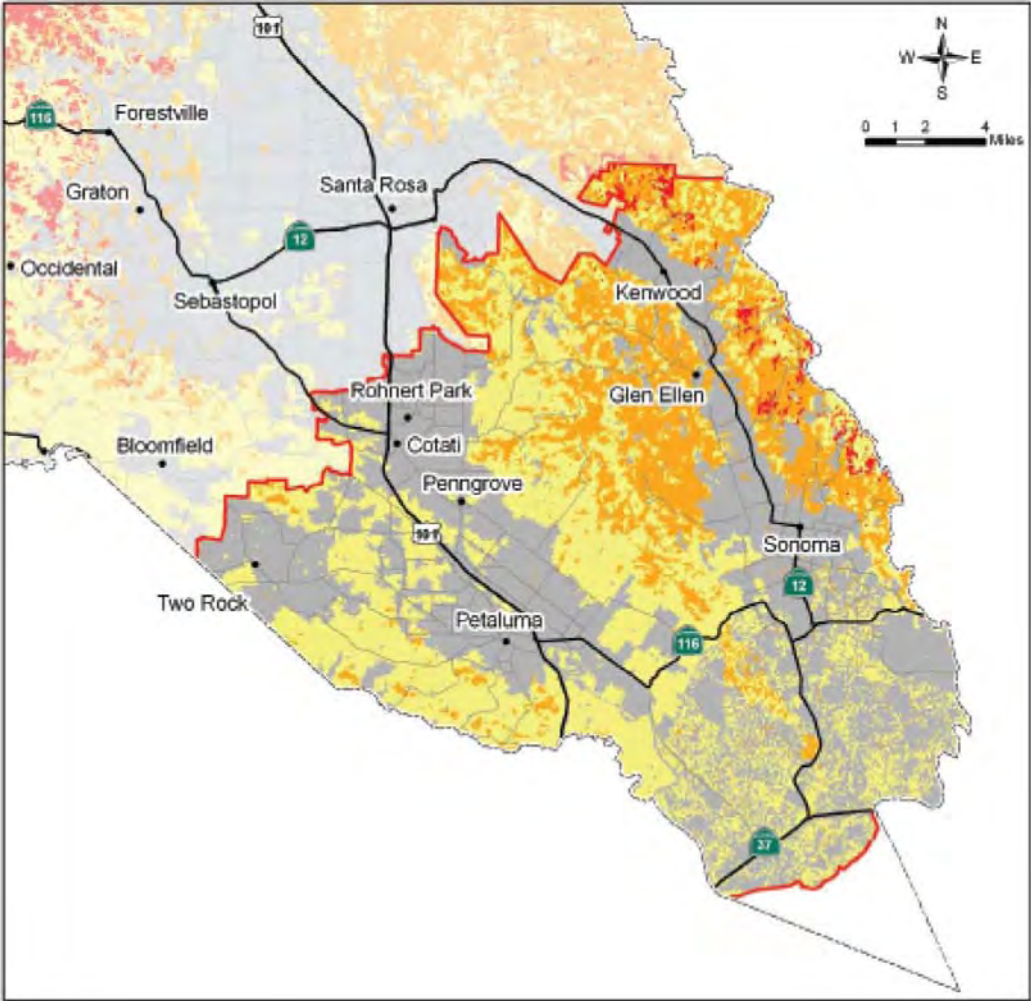 101
N
W E
S
0 1 2 4
Miles
116
Forestville
Graton
Santa Rosa
12
Occidental
Sebastopol
Kenwood
Glen Ellen
Rohnert Park
Cotati
Bloomfield
Penngrove
101
Sonoma
Two Rock
12
Petaluma
116
37